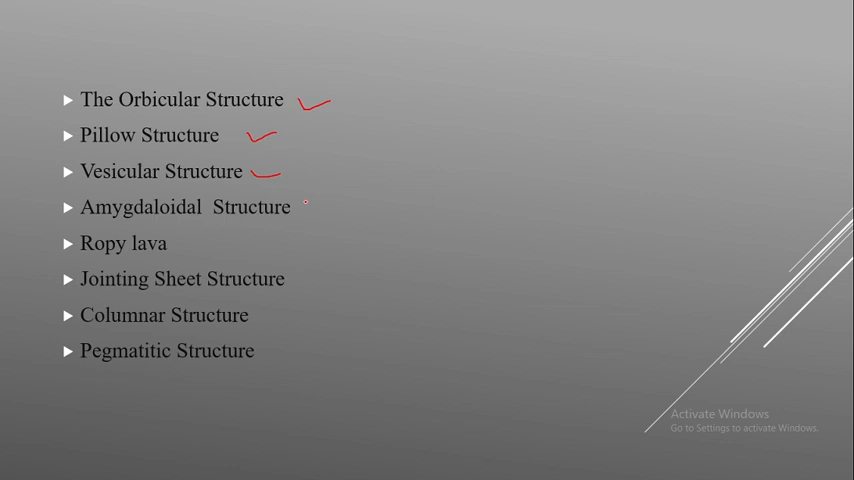 The Orbicular Structure
Pillow Structure
Vesicular Structure
Amygdaloidal Structure
Ropy lava
Jointing Sheet Structure
Columnar Structure
Pegmatitic Structure
Activate Windows
Go to Settings to activate Windows.